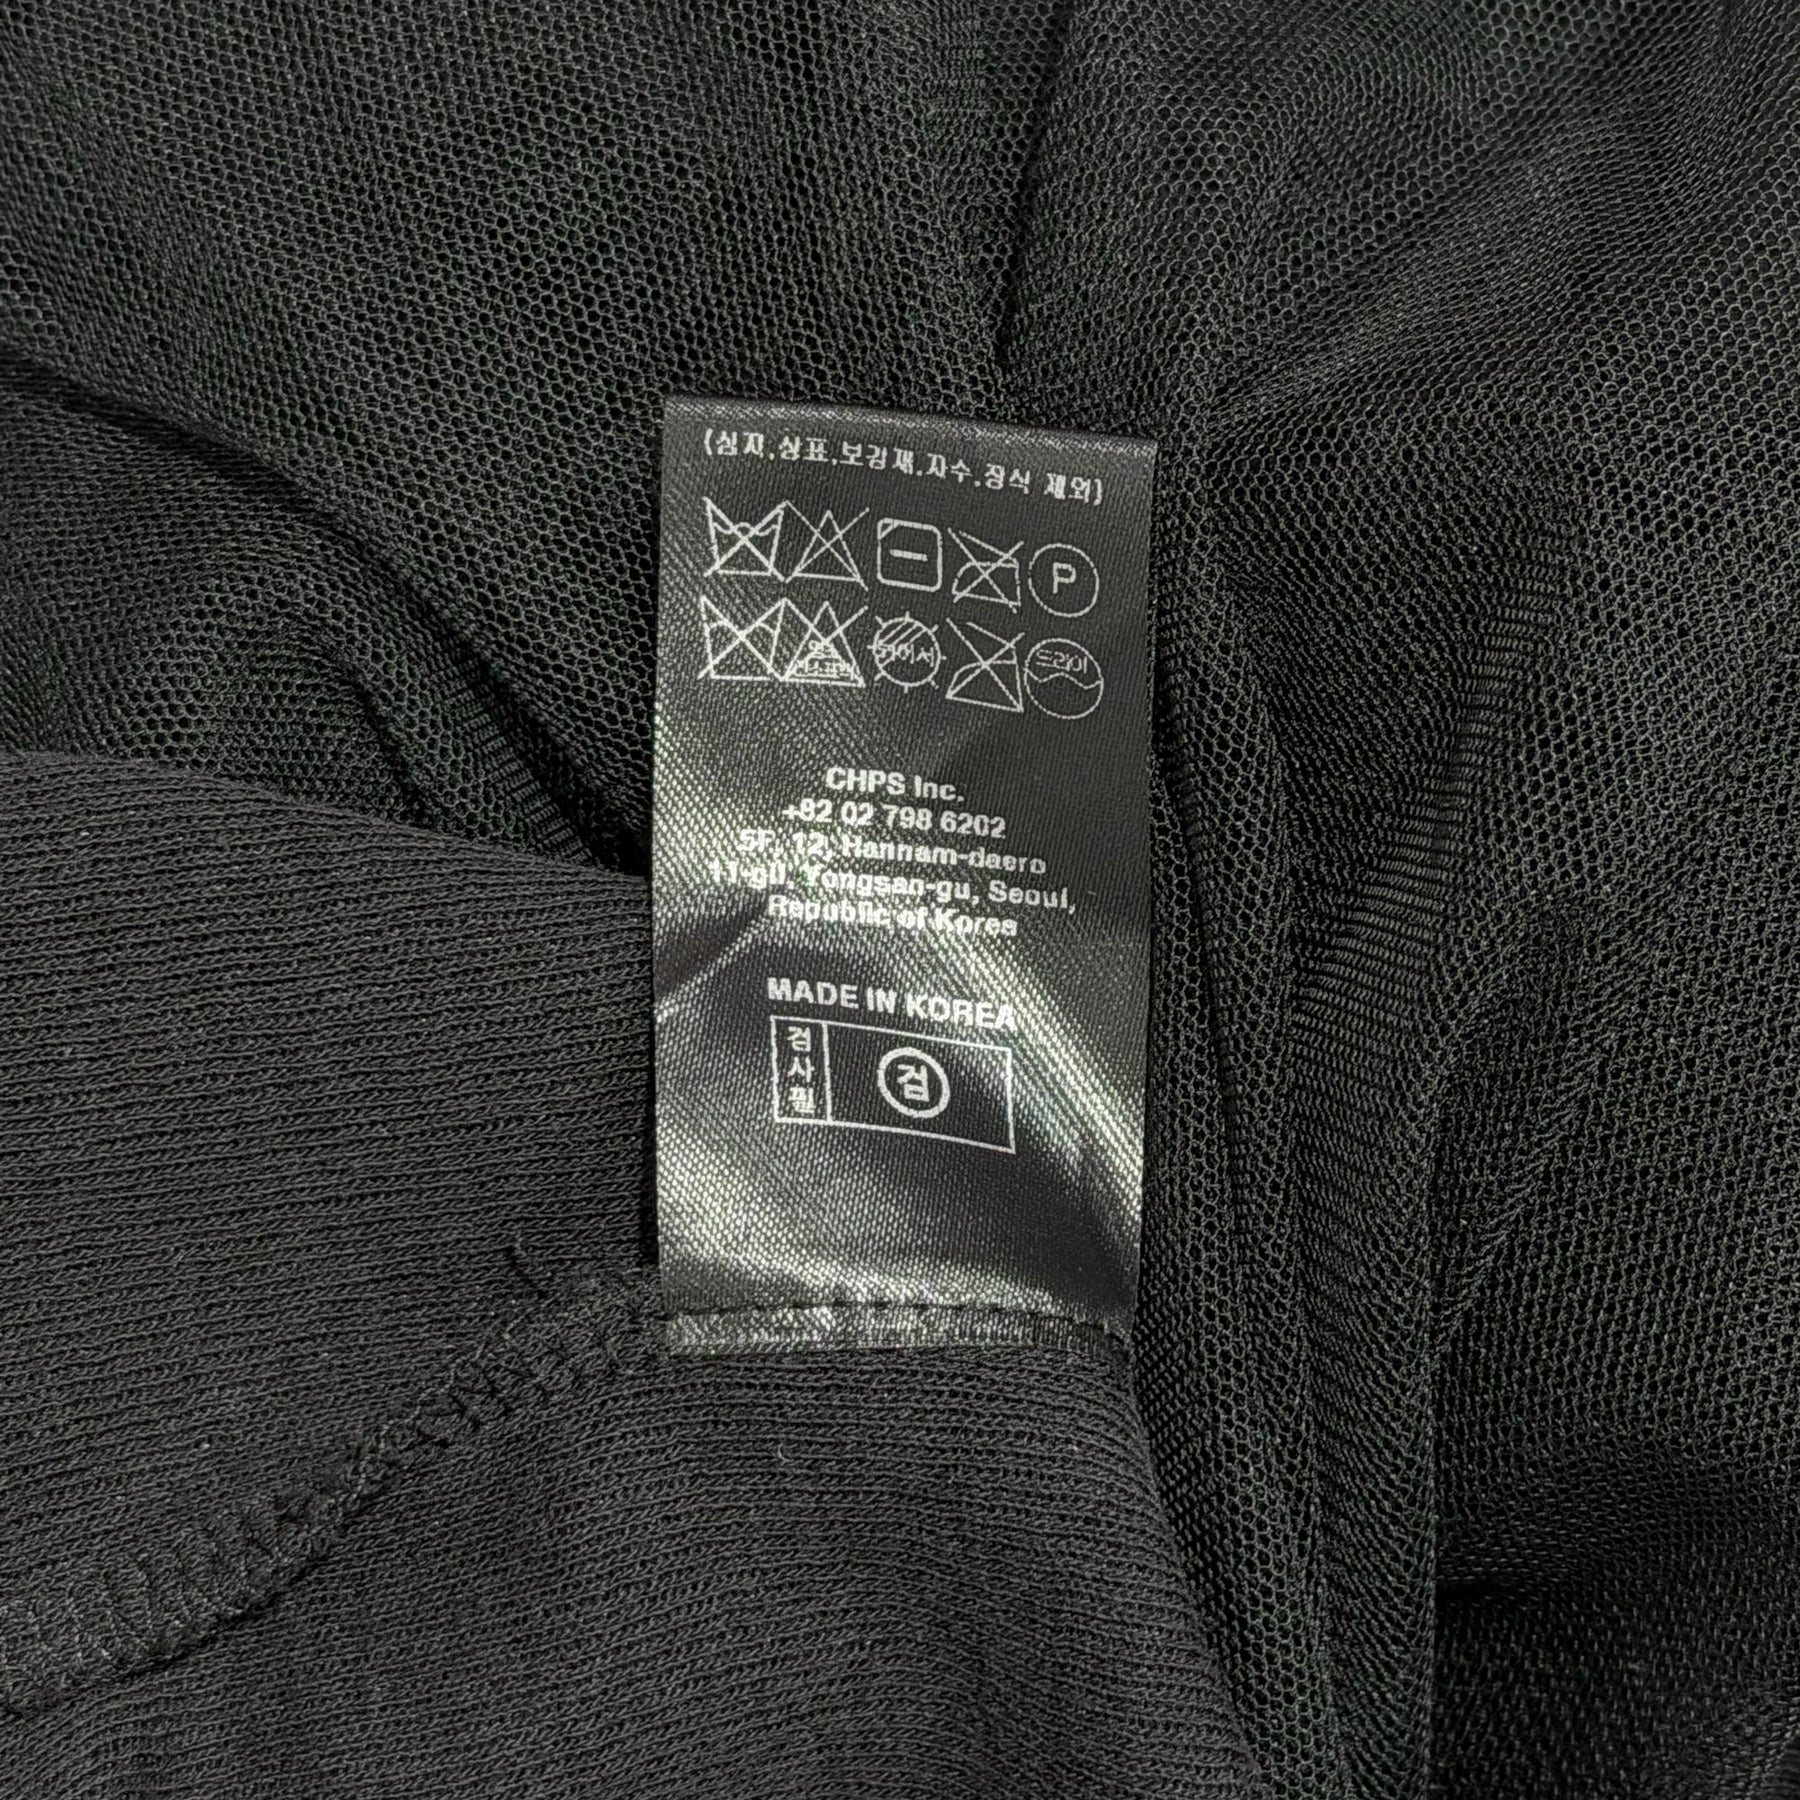 (심지,상표,보강재,자수,장식 제외)
P
염소
드라이
CHPS Inc.
+82 02 798 6202
5F, 12, Hannam-daero
11-gil, Yongsan-gu, Seoul,
Republic of Korea
MADE IN KOREA
검사필
검